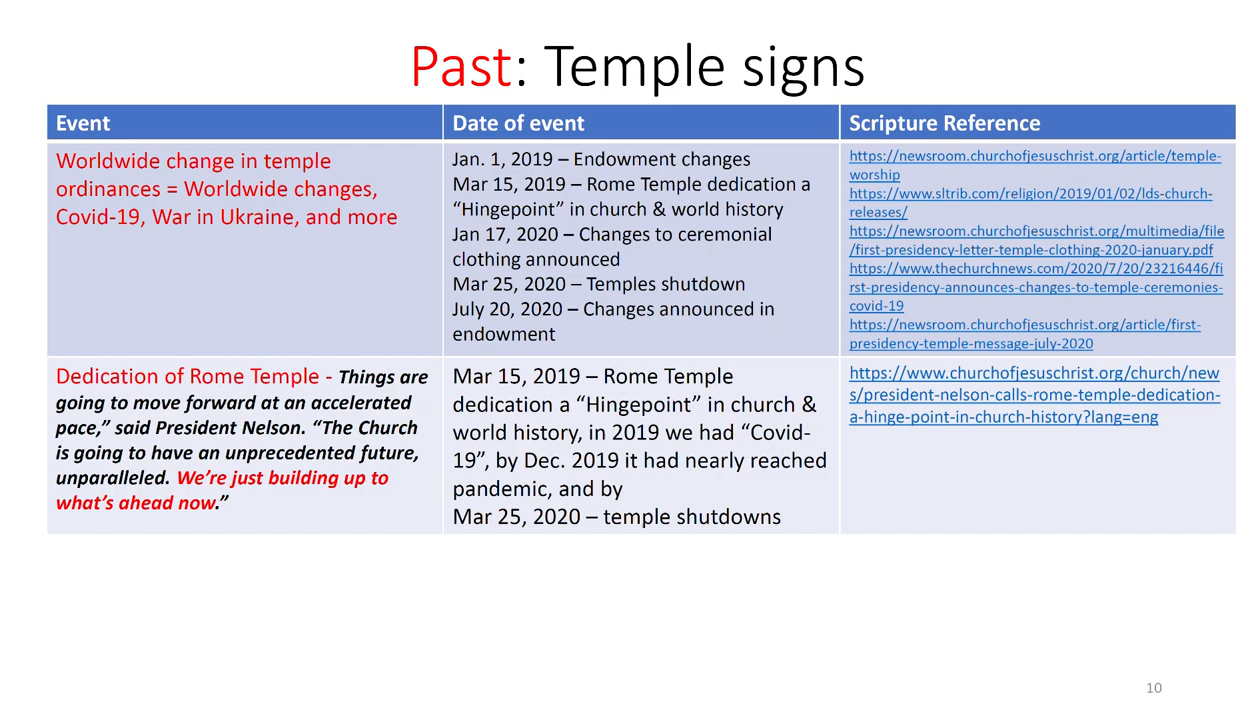 Past: Temple signs
Event
Date of event
Scripture Reference
Worldwide change in temple
ordinances = Worldwide changes,
Covid-19, War in Ukraine, and more
Jan. 1, 2019 – Endowment changes
Mar 15, 2019 – Rome Temple dedication a
“Hingepoint” in church & world history
Jan 17, 2020 – Changes to ceremonial
clothing announced
Mar 25, 2020 – Temples shutdown
July 20, 2020 – Changes announced in
endowment
https://newsroom.churchofjesuschrist.org/article/temple-
worship
https://www.sltrib.com/religion/2019/01/02/lds-church-
releases/
https://newsroom.churchofjesuschrist.org/multimedia/file
/first-presidency-letter-temple-clothing-2020-january.pdf
https://www.thechurchnews.com/2020/7/20/23216446/fi
rst-presidency-announces-changes-to-temple-ceremonies-
covid-19
https://newsroom.churchofjesuschrist.org/article/first-
presidency-temple-message-july-2020
Dedication of Rome Temple - Things are
going to move forward at an accelerated
pace,” said President Nelson. “The Church
is going to have an unprecedented future,
unparalleled. We’re just building up to
what’s ahead now.”
Mar 15, 2019 – Rome Temple
dedication a “Hingepoint” in church &
world history, in 2019 we had “Covid-
19”, by Dec. 2019 it had nearly reached
pandemic, and by
Mar 25, 2020 – temple shutdowns
https://www.churchofjesuschrist.org/church/new
s/president-nelson-calls-rome-temple-dedication-
a-hinge-point-in-church-history?lang=eng
10